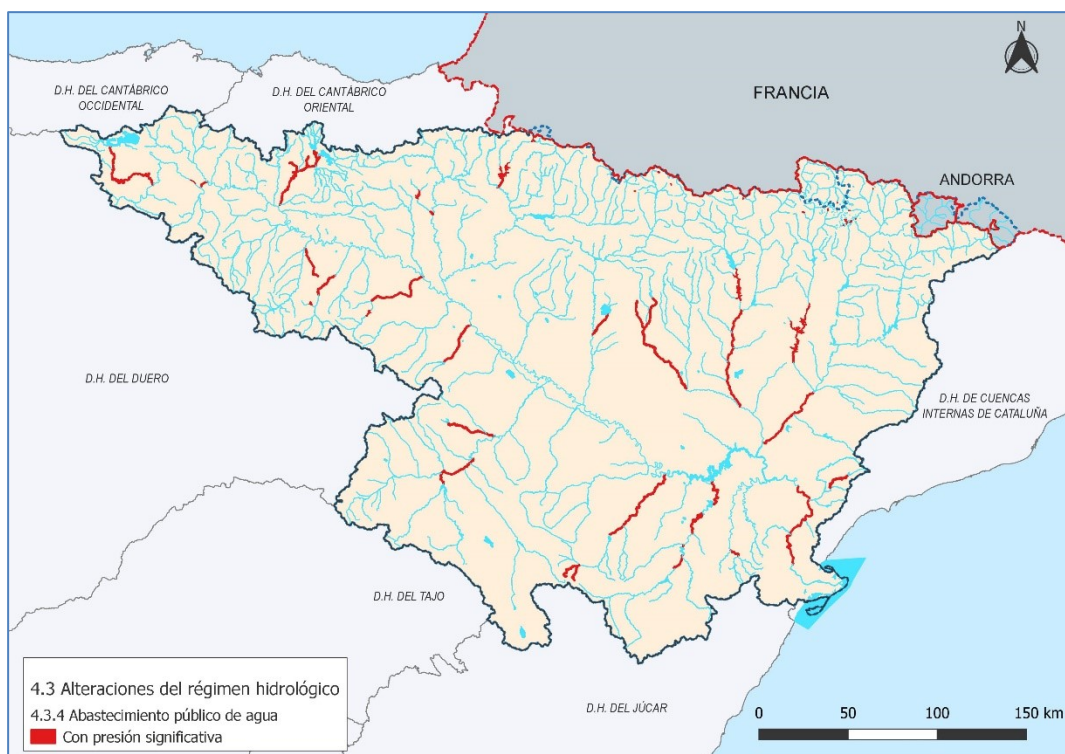 N
D.H. DEL CANTÁBRICO
OCCIDENTAL
D.H. DEL CANTÁBRICO
ORIENTAL
FRANCIA
ANDORRA
D.H. DEL DUERO
D.H. DE CUENCAS
INTERNAS DE CATALUÑA
D.H. DEL TAJO
D.H. DEL JÚCAR
4.3 Alteraciones del régimen hidrológico
4.3.4 Abastecimiento público de agua
Con presión significativa
0 50 100 150 km